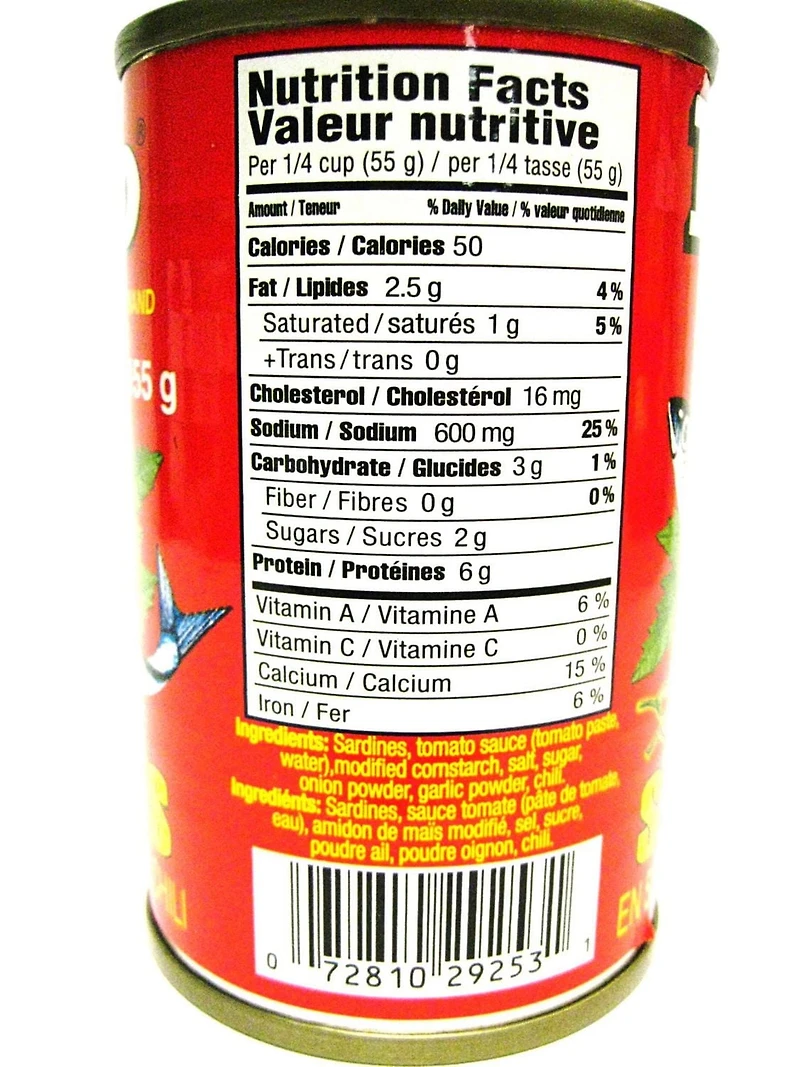 Nutrition Facts
Valeur nutritive
Per 1/4 cup (55 g) / per 1/4 tasse (55 g)
Amount / Teneur % Daily Value / % valeur quotidienne
Calories / Calories 50
Fat / Lipides 2.5 g 4 %
Saturated / saturés 1 g 5 %
+Trans / trans 0 g
Cholesterol / Cholestérol 16 mg
Sodium / Sodium 600 mg 25 %
Carbohydrate / Glucides 3 g 1 %
Fiber / Fibres 0 g 0 %
Sugars / Sucres 2 g
Protein / Protéines 6 g
Vitamin A / Vitamine A 6 %
Vitamin C / Vitamine C 0 %
Calcium / Calcium 15 %
Iron / Fer 6 %
Ingredients: Sardines, tomato sauce (tomato paste,
water),modified cornstarch, salt, sugar,
onion powder, garlic powder, chili.
Ingrediénts: Sardines, sauce tomate (pâte de tomate,
eau), amidon de maïs modifié, sel, sucre,
poudre ail, poudre oignon, chili.
0 72810 29253 1
®
55 g
EN